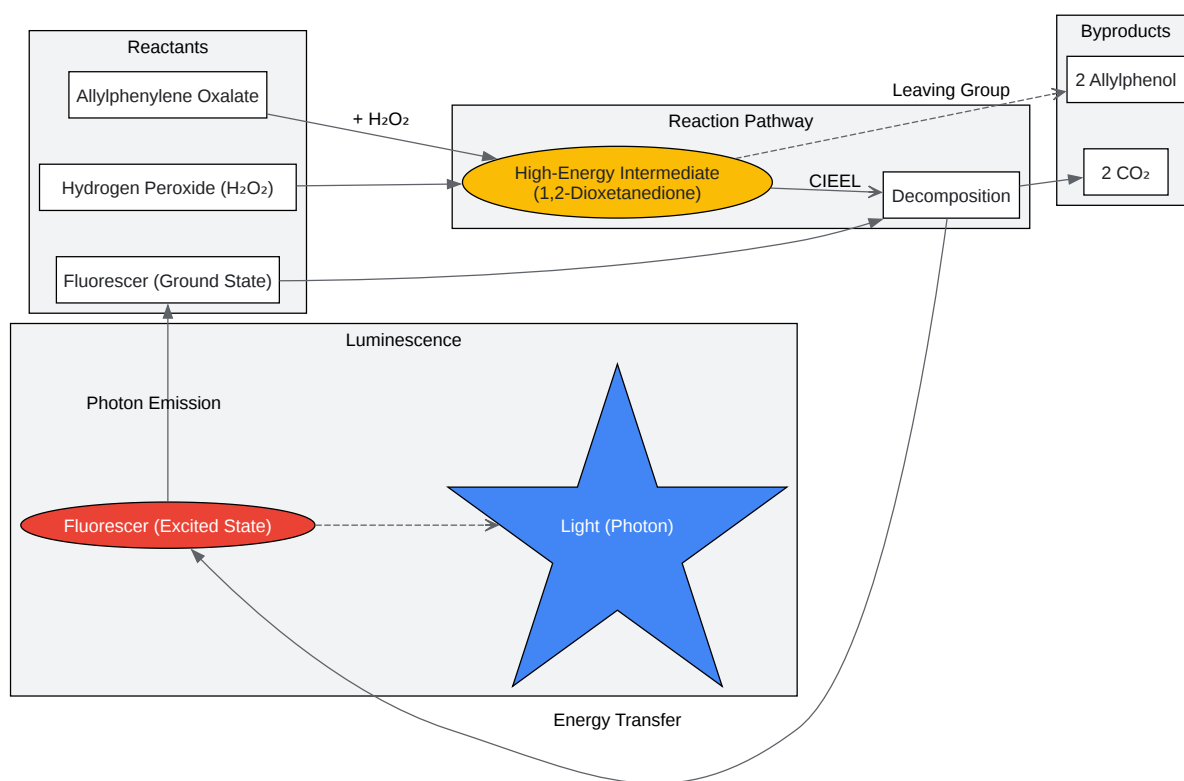 Reactants
Allylphenylene Oxalate
Hydrogen Peroxide (H₂O₂)
Fluorescer (Ground State)
+ H₂O₂
Reaction Pathway
High-Energy Intermediate
(1,2-Dioxetanedione)
CIEEL
Decomposition
Leaving Group
Byproducts
2 Allylphenol
2 CO₂
Luminescence
Photon Emission
Fluorescer (Excited State)
Light (Photon)
Energy Transfer